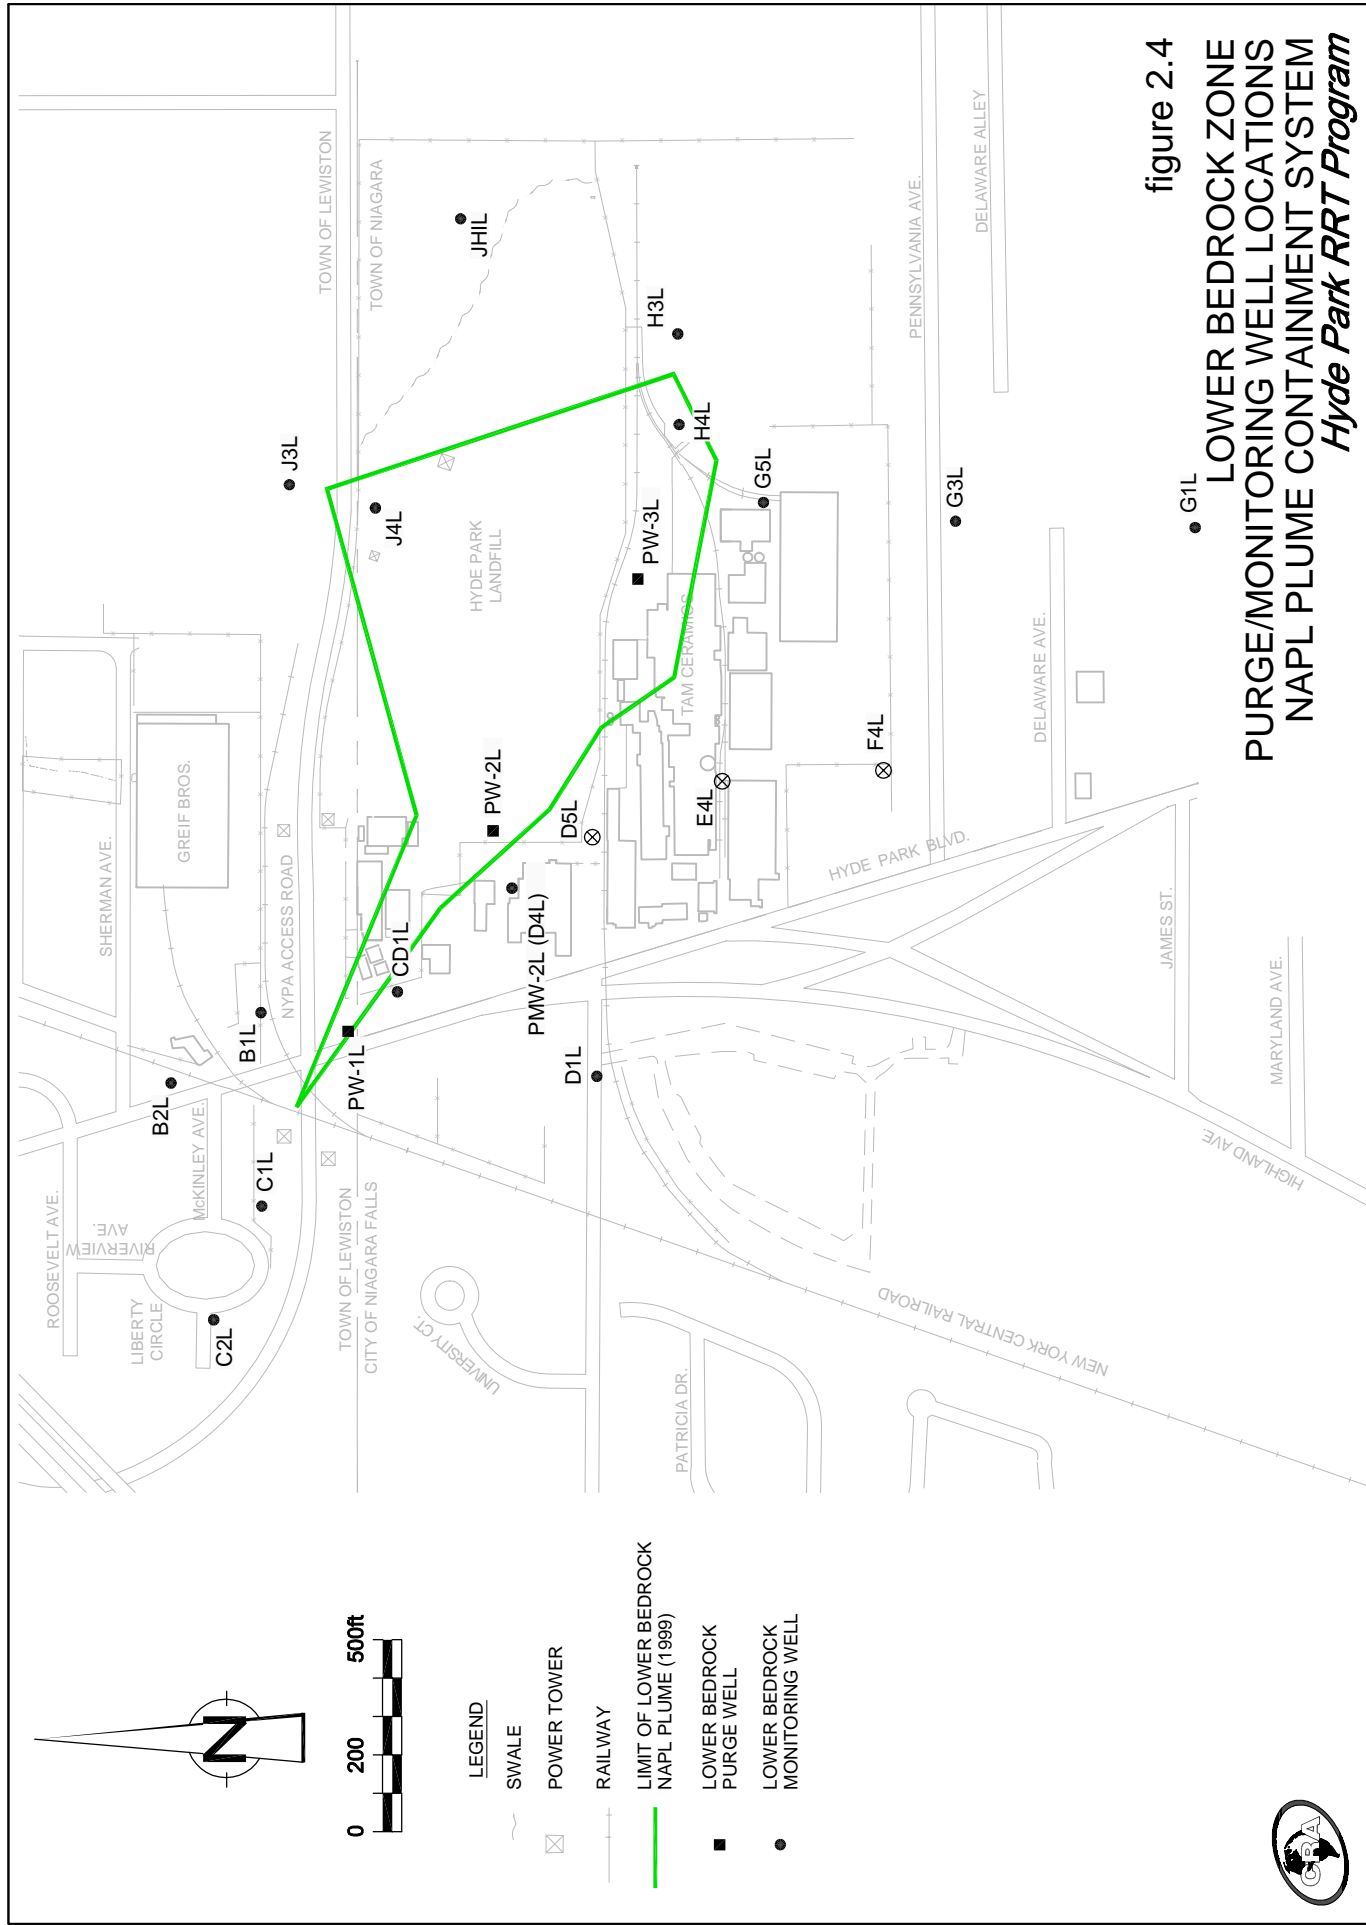 TOWN OF LEWISTON
TOWN OF NIAGARA
JHIL
J3L
J4L
H3L
H4L
HYDE PARK
LANDFILL
PW-3L
G5L
G3L
G1L
PENNSYLVANIA AVE.
DELAWARE ALLEY
DELAWARE AVE.
TAM CERAMICS
GREIF BROS.
SHERMAN AVE.
NYPA ACCESS ROAD
PW-2L
D5L
E4L
F4L
HYDE PARK BLVD.
PMW-2L (D4L)
CD1L
PW-1L
B1L
B2L
D1L
C1L
C2L
McKINLEY AVE.
ROOSEVELT AVE.
RIVERVIEW
AVE.
LIBERTY
CIRCLE
TOWN OF LEWISTON
CITY OF NIAGARA FALLS
UNIVERSITY CT.
PATRICIA DR.
NEW YORK CENTRAL RAILROAD
HIGHLAND AVE.
JAMES ST.
MARYLAND AVE.
N
0 200 500ft
LEGEND
SWALE
POWER TOWER
RAILWAY
LIMIT OF LOWER BEDROCK
NAPL PLUME (1999)
LOWER BEDROCK
PURGE WELL
LOWER BEDROCK
MONITORING WELL
figure 2.4
LOWER BEDROCK ZONE
PURGE/MONITORING WELL LOCATIONS
NAPL PLUME CONTAINMENT SYSTEM
Hyde Park RRT Program
CRA